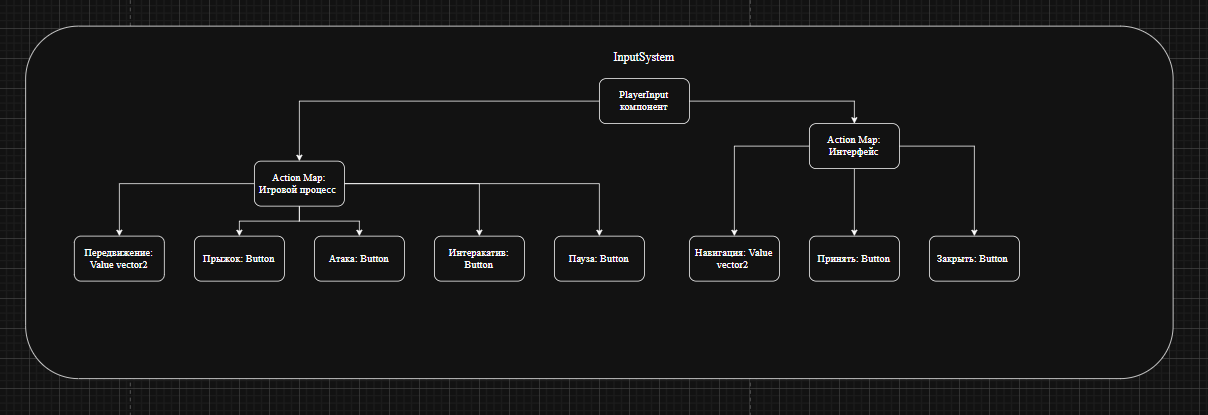 InputSystem
PlayerInput
компонент
Action Map:
Интерфейс
Action Map:
Игровой процесс
Передвижение:
Value vector2
Прыжок: Button
Атака: Button
Интеракатив:
Button
Пауза: Button
Навигация: Value
vector2
Принять: Button
Закрыть: Button